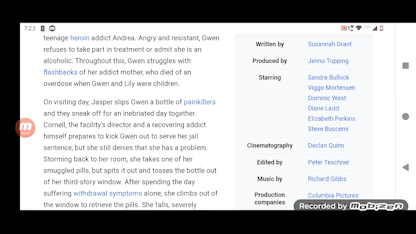 7:23
teenage heroin addict Andrea. Angry and resistant, Gwen
refuses to take part in treatment or admit she is an
alcoholic. Throughout this, Gwen struggles with
flashbacks of her addict mother, who died of an
overdose when Gwen and Lily were children.
On visiting day, Jasper slips Gwen a bottle of painkillers
and they sneak off for an inebriated day together.
Cornell, the facility's director and a recovering addict
himself prepares to kick Gwen out to serve her jail
sentence, but she still denies that she has a problem.
Storming back to her room, she takes one of her
smuggled pills, but spits it out and tosses the bottle
out of her third-story window. After spending the day
suffering withdrawal symptoms alone, she climbs out
of the window to retrieve the pills. She falls, severely
Written by Susannah Grant
Produced by Jenno Topping
Starring Sandra Bullock
Viggo Mortensen
Dominic West
Diane Ladd
Elizabeth Perkins
Steve Buscemi
Cinematography Declan Quinn
Edited by Peter Teschner
Music by Richard Gibbs
Production
companies
Columbia Pictures
Recorded by Mobizen